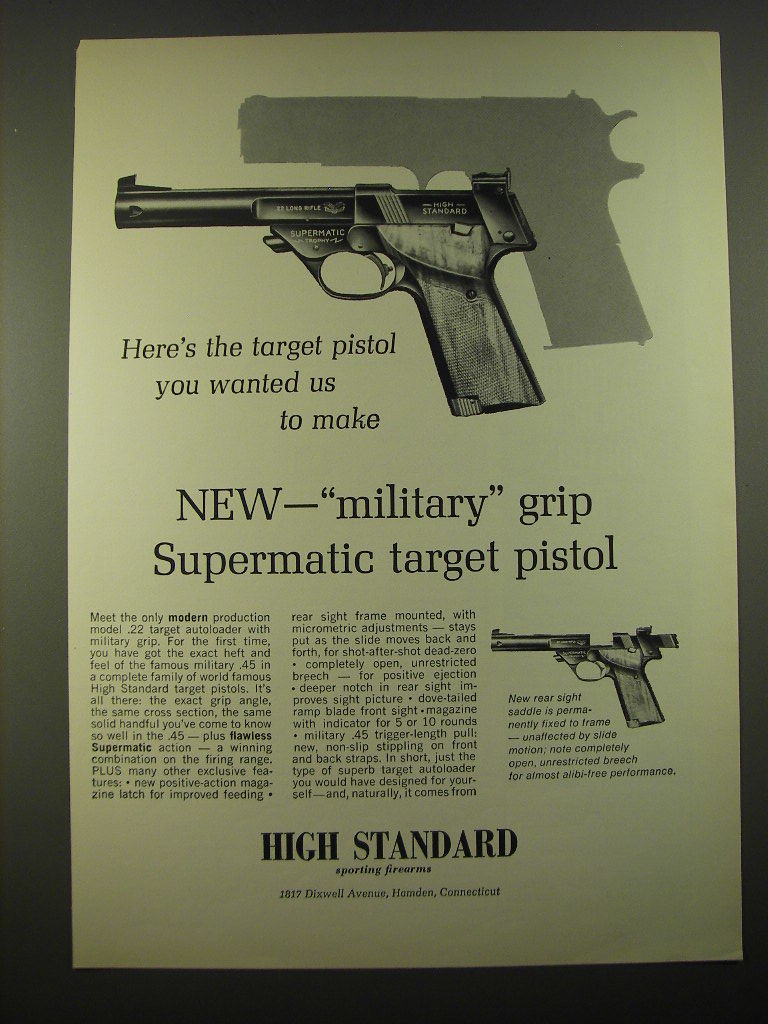 22 LONG RIFLE
HIGH
STANDARD
SUPERMATIC
TROPHY
Here's the target pistol
you wanted us
to make
NEW—“military” grip
Supermatic target pistol
Meet the only modern production
model .22 target autoloader with
military grip. For the first time,
you have got the exact heft and
feel of the famous military .45 in
a complete family of world famous
High Standard target pistols. It's
all there: the exact grip angle,
the same cross section, the same
solid handful you've come to know
so well in the .45 — plus flawless
Supermatic action — a winning
combination on the firing range.
PLUS many other exclusive fea-
tures: • new positive-action maga-
zine latch for improved feeding •
rear sight frame mounted, with
micrometric adjustments — stays
put as the slide moves back and
forth, for shot-after-shot dead-zero
• completely open, unrestricted
breech — for positive ejection
• deeper notch in rear sight im-
proves sight picture • dove-tailed
ramp blade front sight • magazine
with indicator for 5 or 10 rounds
• military .45 trigger-length pull;
new, non-slip stippling on front
and back straps. In short, just the
type of superb target autoloader
you would have designed for your-
self—and, naturally, it comes from
SUPERMATIC
New rear sight
saddle is perma-
nently fixed to frame
— unaffected by slide
motion; note completely
open, unrestricted breech
for almost alibi-free performance.
HIGH STANDARD
sporting firearms
1817 Dixwell Avenue, Hamden, Connecticut